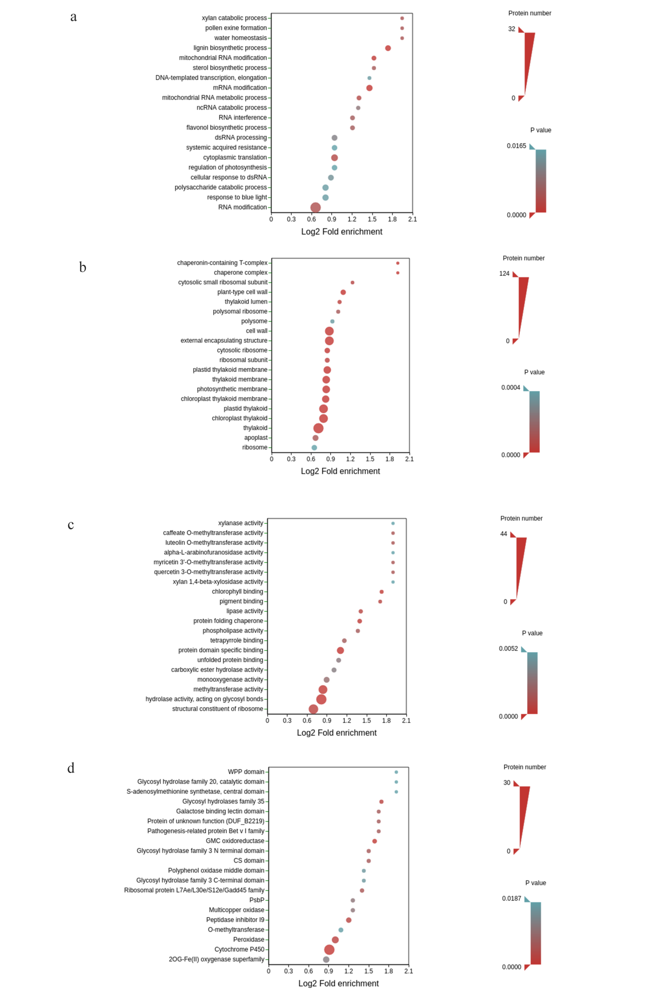 a
xylan catabolic process
pollen exine formation
water homeostasis
lignin biosynthetic process
mitochondrial RNA modification
sterol biosynthetic process
DNA-templated transcription, elongation
mRNA modification
mitochondrial RNA metabolic process
ncRNA catabolic process
RNA interference
flavonol biosynthetic process
dsRNA processing
systemic acquired resistance
cytoplasmic translation
regulation of photosynthesis
cellular response to dsRNA
polysaccharide catabolic process
response to blue light
RNA modification
0 0.3 0.6 0.9 1.2 1.5 1.8 2.1
Log2 Fold enrichment
Protein number
32
0
P value
0.0165
0.0000
b
chaperonin-containing T-complex
chaperone complex
cytosolic small ribosomal subunit
plant-type cell wall
thylakoid lumen
polysomal ribosome
polysome
cell wall
external encapsulating structure
cytosolic ribosome
ribosomal subunit
plastid thylakoid membrane
thylakoid membrane
photosynthetic membrane
chloroplast thylakoid membrane
plastid thylakoid
chloroplast thylakoid
thylakoid
apoplast
ribosome
0 0.3 0.6 0.9 1.2 1.5 1.8 2.1
Log2 Fold enrichment
Protein number
124
0
P value
0.0004
0.0000
c
xylanase activity
caffeate O-methyltransferase activity
luteolin O-methyltransferase activity
alpha-L-arabinofuranosidase activity
myricetin 3'-O-methyltransferase activity
quercetin 3-O-methyltransferase activity
xylan 1,4-beta-xylosidase activity
chlorophyll binding
pigment binding
lipase activity
protein folding chaperone
phospholipase activity
tetrapyrrole binding
protein domain specific binding
unfolded protein binding
carboxylic ester hydrolase activity
monooxygenase activity
methyltransferase activity
hydrolase activity, acting on glycosyl bonds
structural constituent of ribosome
0 0.3 0.6 0.9 1.2 1.5 1.8 2.1
Log2 Fold enrichment
Protein number
44
0
P value
0.0052
0.0000
d
WPP domain
Glycosyl hydrolase family 20, catalytic domain
S-adenosylmethionine synthetase, central domain
Glycosyl hydrolases family 35
Galactose binding lectin domain
Protein of unknown function (DUF_B2219)
Pathogenesis-related protein Bet v I family
GMC oxidoreductase
Glycosyl hydrolase family 3 N terminal domain
CS domain
Polyphenol oxidase middle domain
Glycosyl hydrolase family 3 C-terminal domain
Ribosomal protein L7Ae/L30e/S12e/Gadd45 family
PsbP
Multicopper oxidase
Peptidase inhibitor I9
O-methyltransferase
Peroxidase
Cytochrome P450
2OG-Fe(II) oxygenase superfamily
0 0.3 0.6 0.9 1.2 1.5 1.8 2.1
Log2 Fold enrichment
Protein number
30
0
P value
0.0187
0.0000